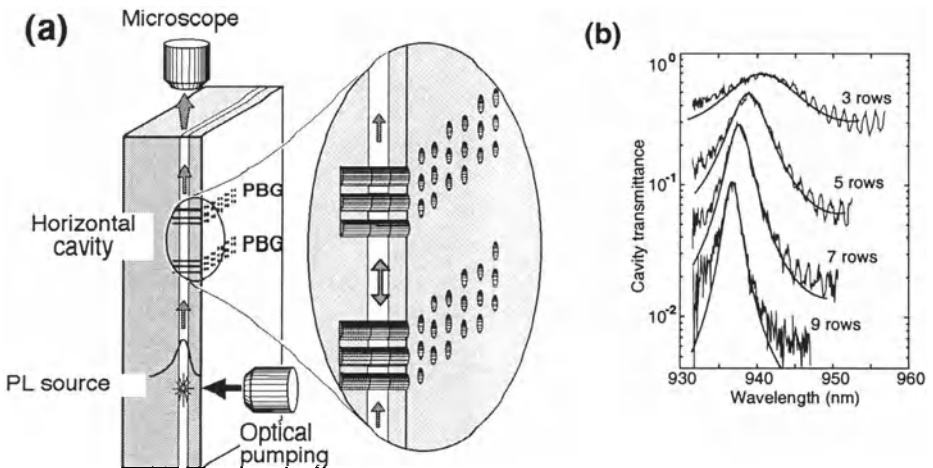 (a)
Microscope
PBG
Horizontal
cavity
PBG
PL source
Optical
pumping
(b)
Cavity transmittance
10⁰
10⁻¹
10⁻²
3 rows
5 rows
7 rows
9 rows
930
940
950
960
Wavelength (nm)